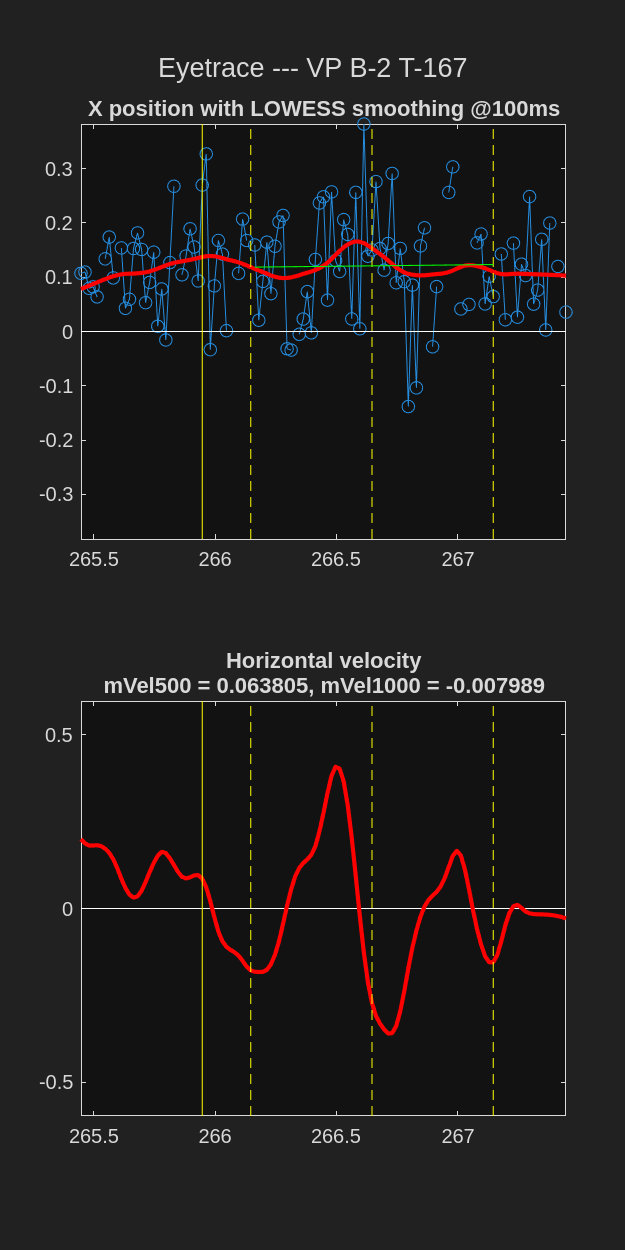 Eyetrace --- VP B-2 T-167
X position with LOWESS smoothing @100ms
0.3
0.2
0.1
0
-0.1
-0.2
-0.3
265.5 266 266.5 267
Horizontal velocity
mVel500 = 0.063805, mVel1000 = -0.007989
0.5
0
-0.5
265.5 266 266.5 267